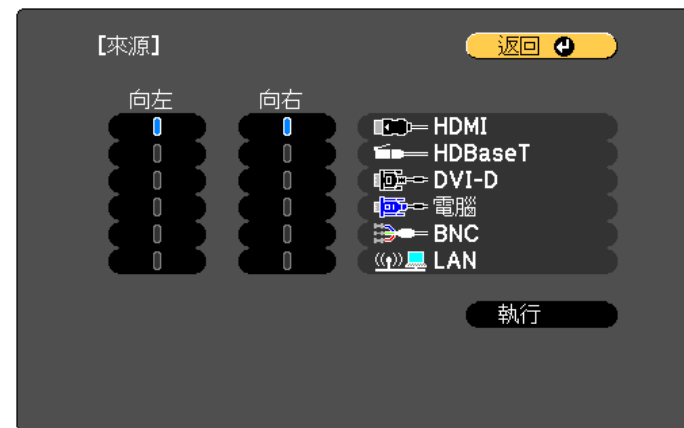 [來源]
返回
向左 向右
HDMI
HDBaseT
DVI-D
電腦
BNC
LAN
執行